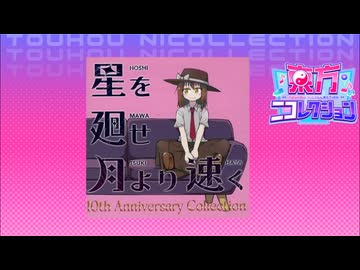 TOUHOU NICOLLECTION
東方
ニコレクション
星を
HOSHI
廻せ
MAWA
月より速く
TSUKI
HAYA
10th Anniversary Collection
TOUHOU NICOLLECTION